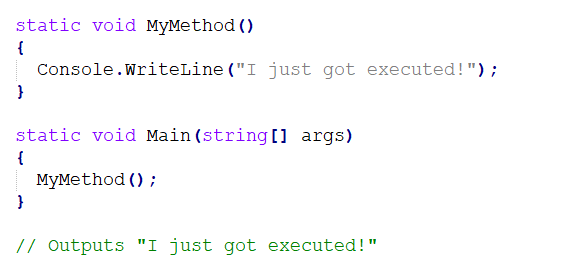 static void MyMethod()
{
  Console.WriteLine("I just got executed!");
}

static void Main(string[] args)
{
  MyMethod();
}

// Outputs "I just got executed!"